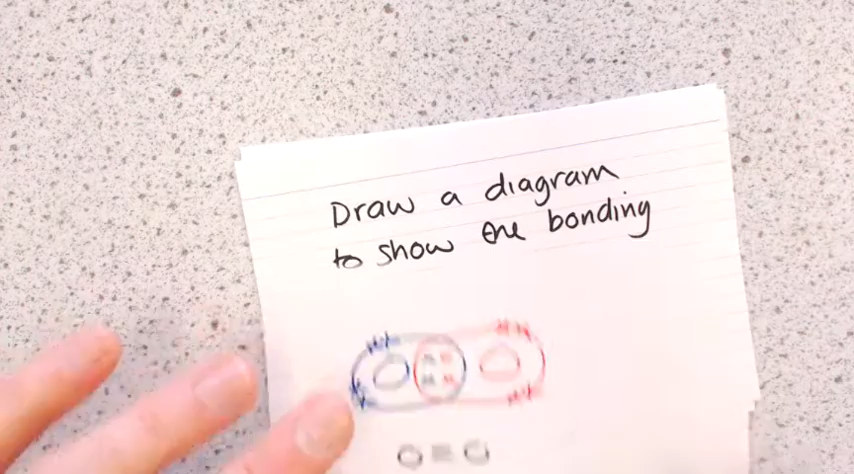 Draw a diagram
to show the bonding
O=O